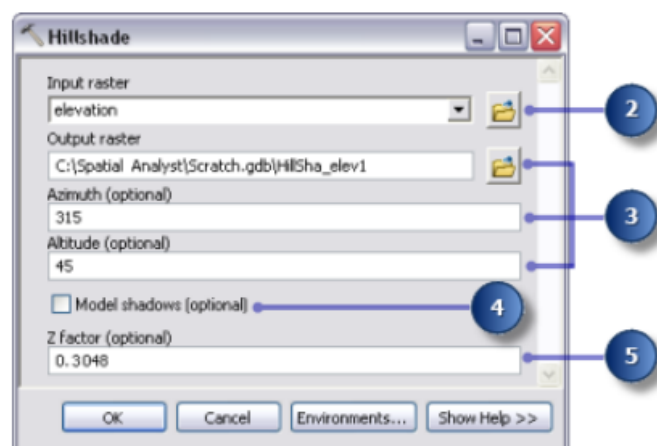 Hillshade
Input raster
elevation
2
Output raster
C:\Spatial Analyst\Scratch.gdb\HillSha_elev1
Azimuth (optional)
315
3
Altitude (optional)
45
Model shadows (optional)
4
Z factor (optional)
0.3048
5
OK
Cancel
Environments...
Show Help >>